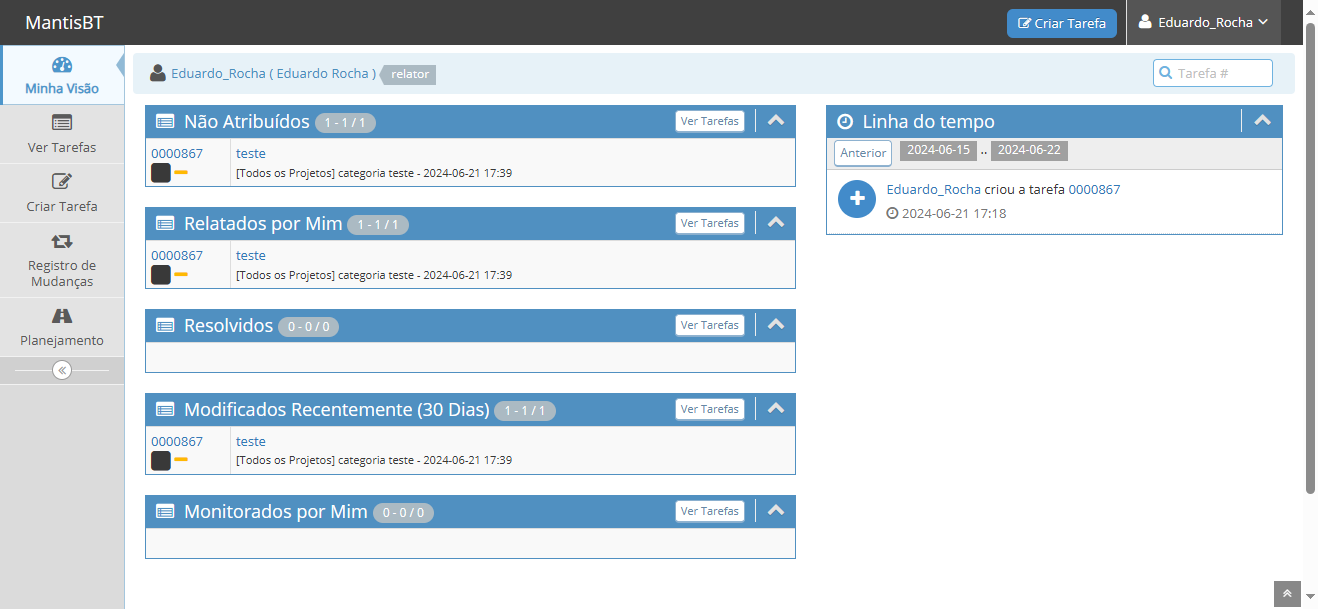 MantisBT
Criar Tarefa
Eduardo_Rocha
Minha Visão
Ver Tarefas
Criar Tarefa
Registro de
Mudanças
Planejamento
Eduardo_Rocha ( Eduardo Rocha ) relator
Tarefa #
Não Atribuídos 1 - 1 / 1 Ver Tarefas
0000867 teste
[Todos os Projetos] categoria teste - 2024-06-21 17:39
Relatados por Mim 1 - 1 / 1 Ver Tarefas
0000867 teste
[Todos os Projetos] categoria teste - 2024-06-21 17:39
Resolvidos 0 - 0 / 0 Ver Tarefas
Modificados Recentemente (30 Dias) 1 - 1 / 1 Ver Tarefas
0000867 teste
[Todos os Projetos] categoria teste - 2024-06-21 17:39
Monitorados por Mim 0 - 0 / 0 Ver Tarefas
Linha do tempo
Anterior 2024-06-15 .. 2024-06-22
Eduardo_Rocha criou a tarefa 0000867
2024-06-21 17:18